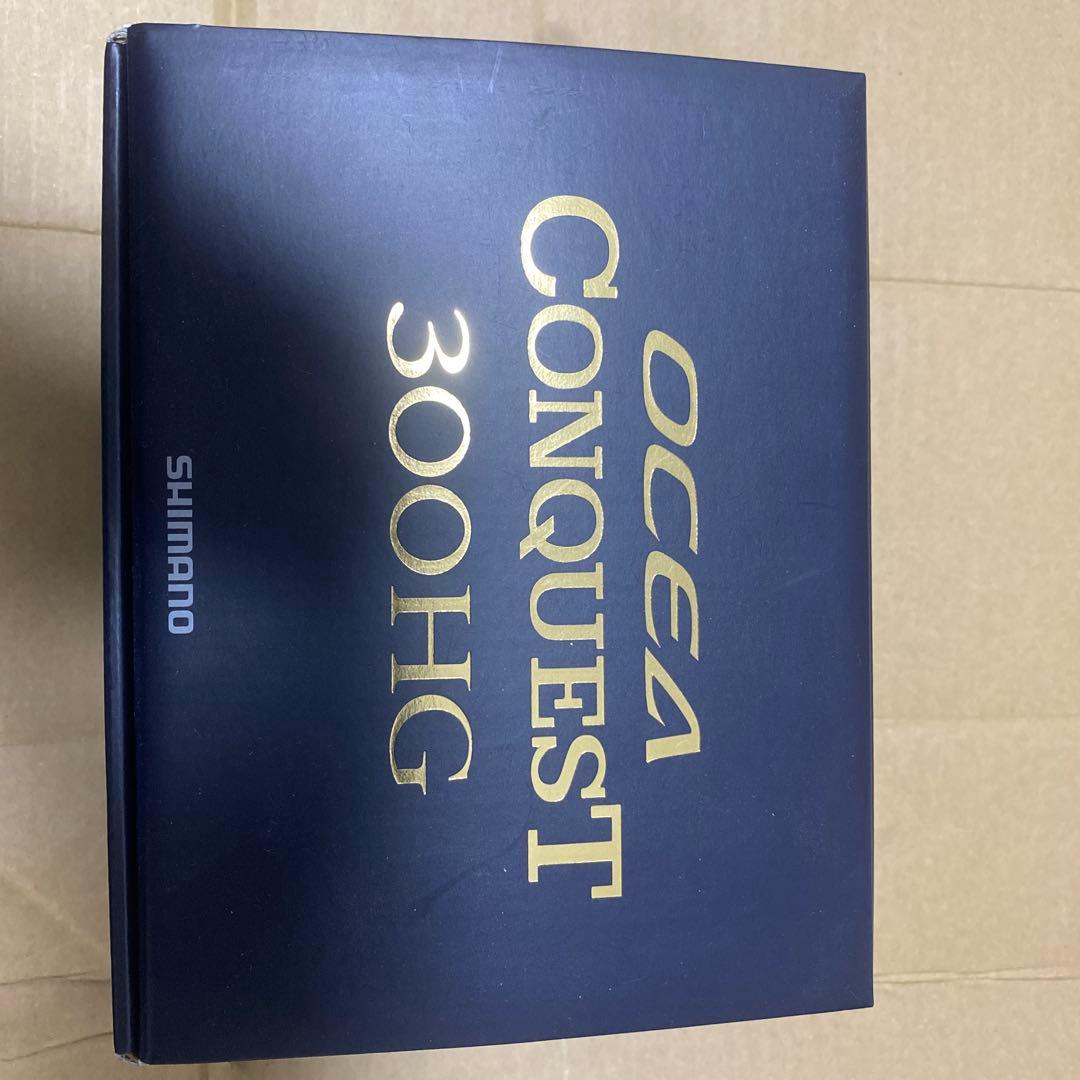 OCEA
CONQUEST
300HG
SHIMANO